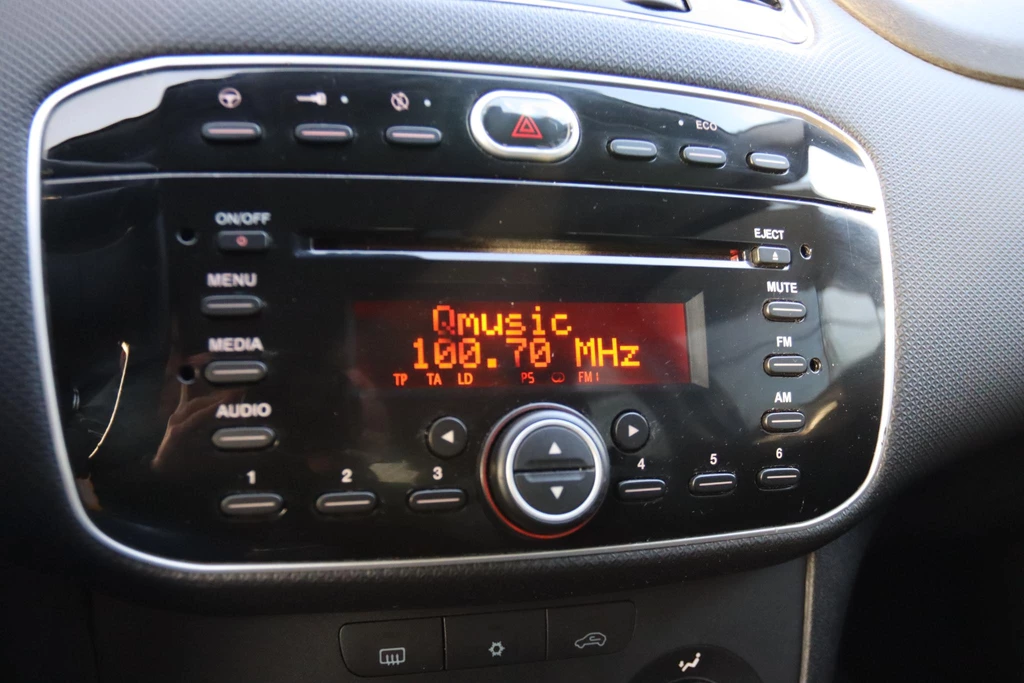 ECO
ON/OFF
EJECT
MENU
MUTE
Qmusic
MEDIA
FM
100.70 MHz
TP TA LD PS FM1
AUDIO
AM
1 2 3 4 5 6